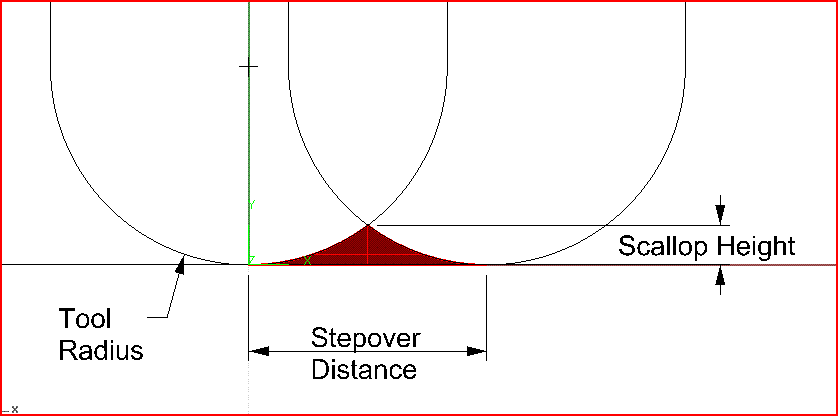 Y
Scallop Height
Z
X
Tool
Radius
Stepover
Distance
X